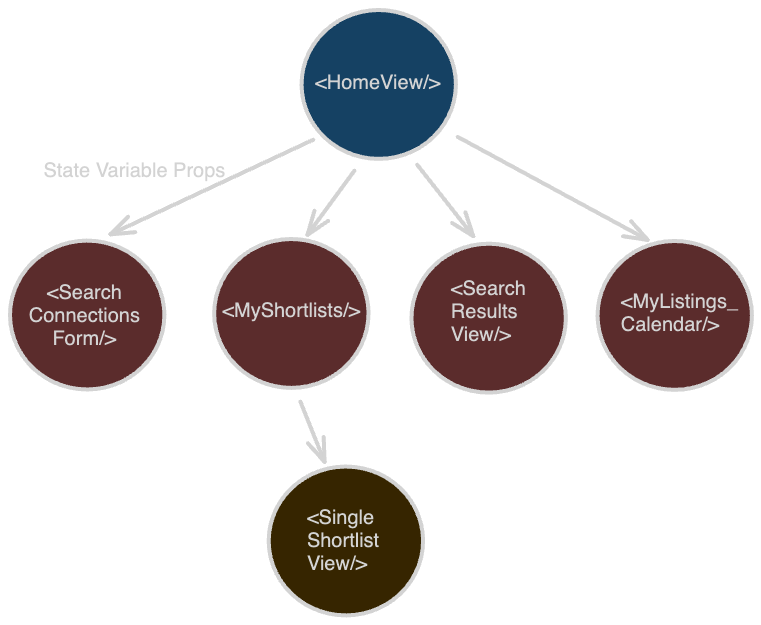 <HomeView/>
State Variable Props
<Search
Connections
Form/>
<MyShortlists/>
<Search
Results
View/>
<MyListings_
Calendar/>
<Single
Shortlist
View/>